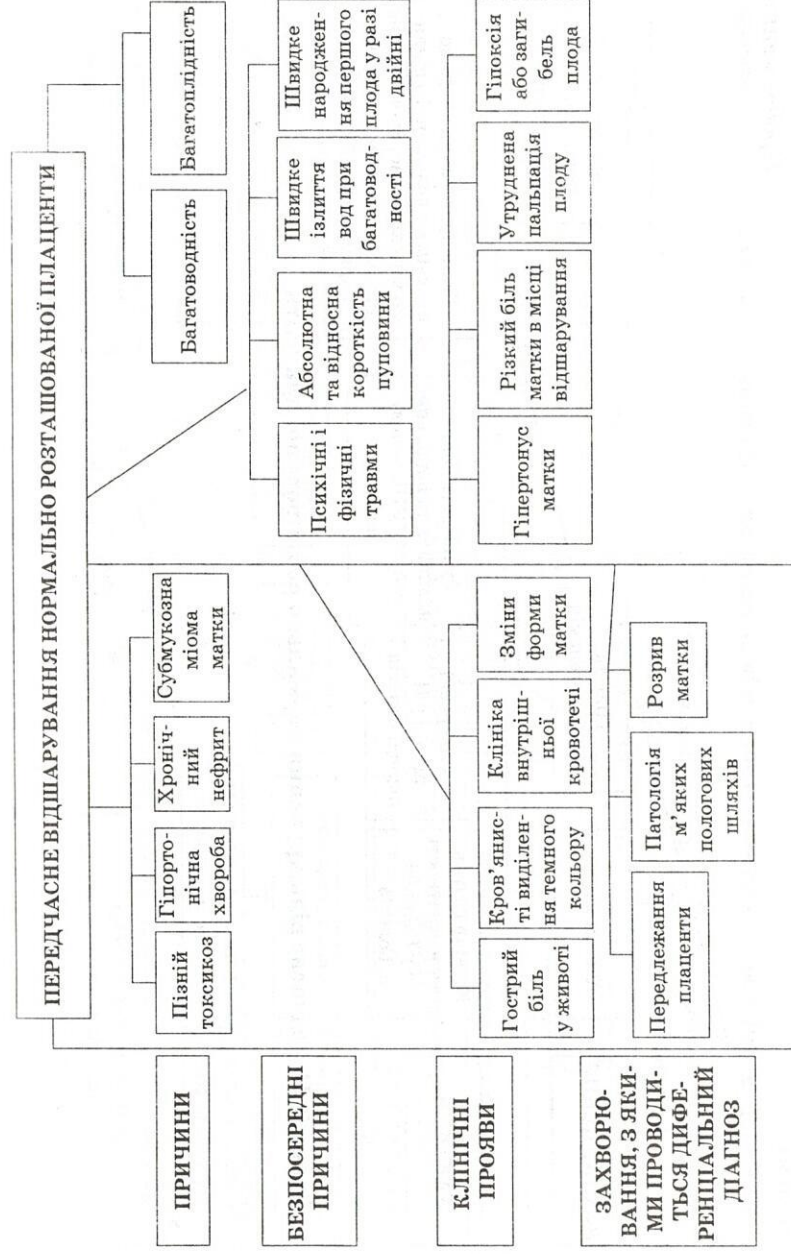 ПЕРЕДЧАСНЕ ВІДШАРУВАННЯ НОРМАЛЬНО РОЗТАШОВАНОЇ ПЛАЦЕНТИ
ПРИЧИНИ
Пізній
токсикоз
Гіпорто-
нічна
хвороба
Хроніч-
ний
нефрит
Субмукозна
міома
матки
Багатоводність
Багатоплідність
БЕЗПОСЕРЕДНІ
ПРИЧИНИ
Психічні і
фізичні
травми
Абсолютна
та відносна
короткість
пуповини
Швидке
ізлиття
вод при
багатовод-
ності
Швидке
народжен-
ня першого
плода у разі
двійні
КЛІНІЧНІ
ПРОЯВИ
Гострий
біль
у животі
Кров’янис-
ті виділен-
ня темного
кольору
Клініка
внутріш-
ньої
кровотечі
Зміни
форми
матки
Гіпертонус
матки
Різкий біль
матки в місці
відшарування
Утруднена
пальпація
плоду
Гіпоксія
або заги-
бель
плода
ЗАХВОРЮ-
ВАННЯ, З ЯКИ-
МИ ПРОВОДИ-
ТЬСЯ ДИФЕ-
РЕНЦІАЛЬНИЙ
ДІАГНОЗ
Передлежання
плаценти
Патологія
м’яких
пологових
шляхів
Розрив
матки